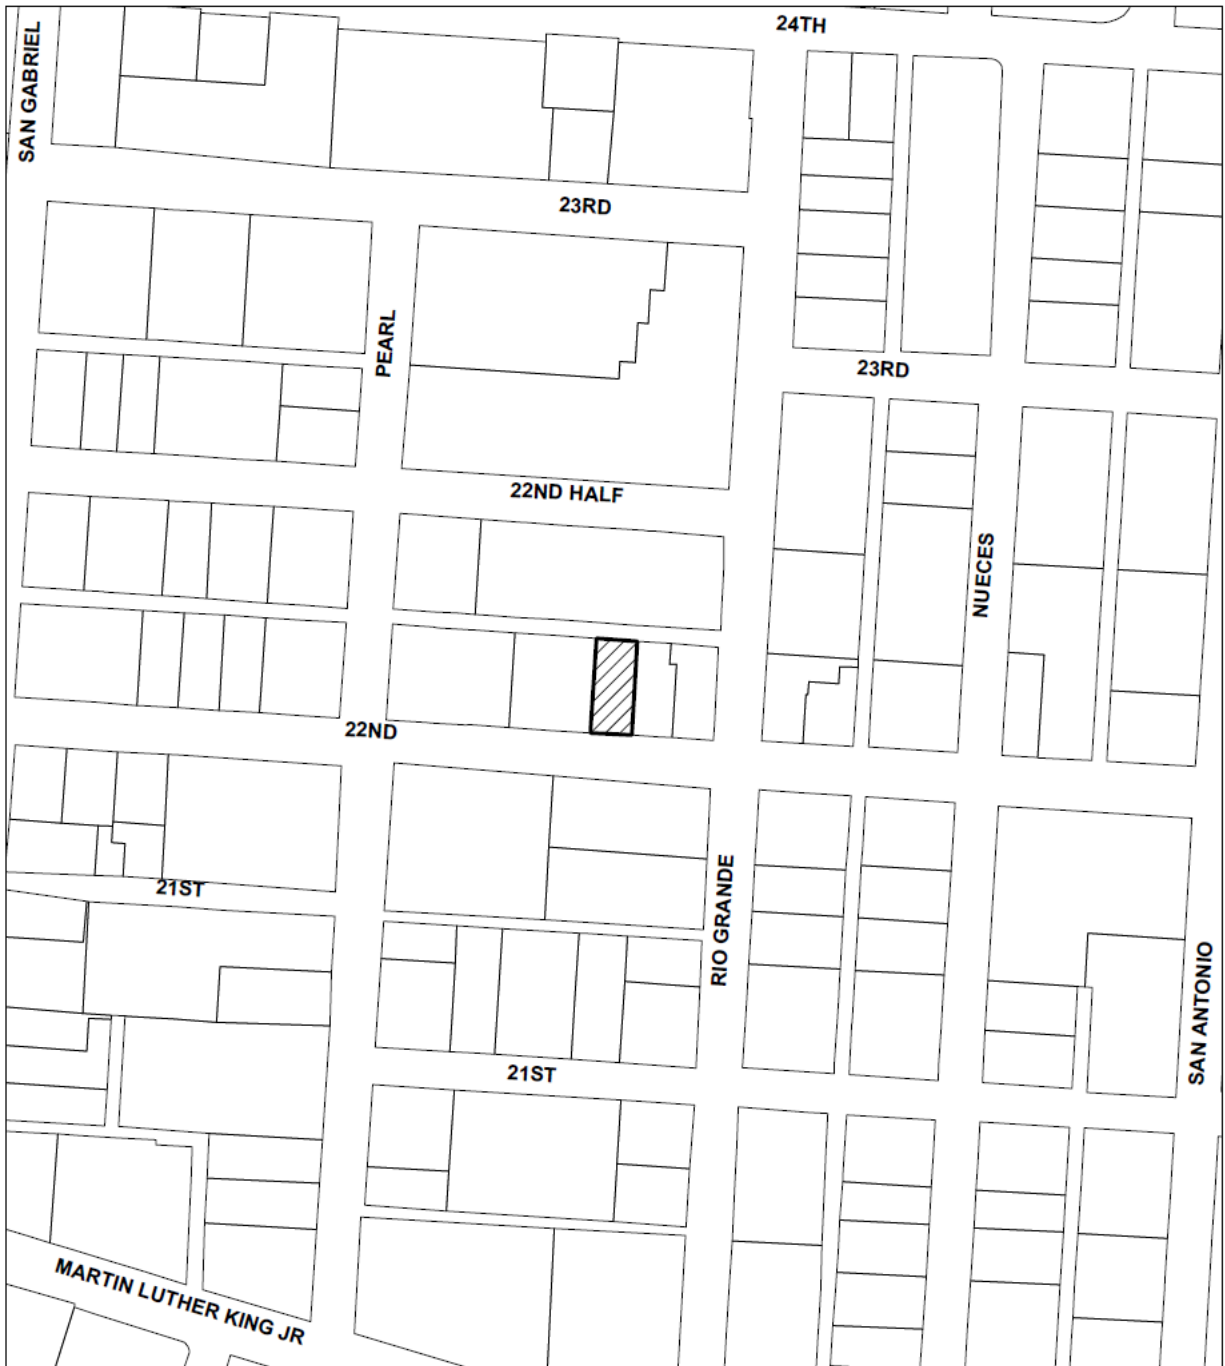 24TH
SAN GABRIEL
23RD
PEARL
23RD
22ND HALF
NUECES
22ND
RIO GRANDE
21ST
SAN ANTONIO
21ST
MARTIN LUTHER KING JR